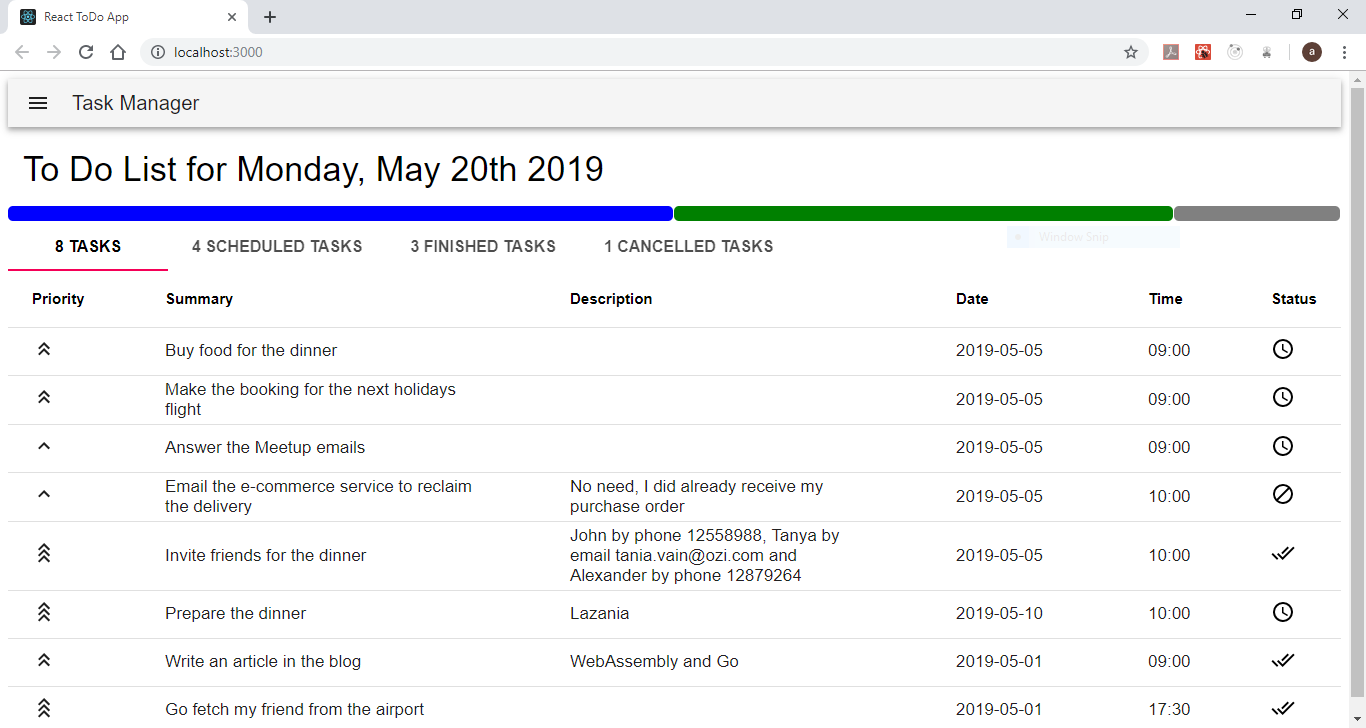 React ToDo App
localhost:3000
a
Task Manager
To Do List for Monday, May 20th 2019
8 TASKS 4 SCHEDULED TASKS 3 FINISHED TASKS 1 CANCELLED TASKS
Window Snip
Priority Summary Description Date Time Status
Buy food for the dinner 2019-05-05 09:00
Make the booking for the next holidays
flight
2019-05-05 09:00
Answer the Meetup emails 2019-05-05 09:00
Email the e-commerce service to reclaim
the delivery
No need, I did already receive my
purchase order
2019-05-05 10:00
Invite friends for the dinner
John by phone 12558988, Tanya by
email tania.vain@ozi.com and
Alexander by phone 12879264
2019-05-05 10:00
Prepare the dinner Lazania 2019-05-10 10:00
Write an article in the blog WebAssembly and Go 2019-05-01 09:00
Go fetch my friend from the airport 2019-05-01 17:30